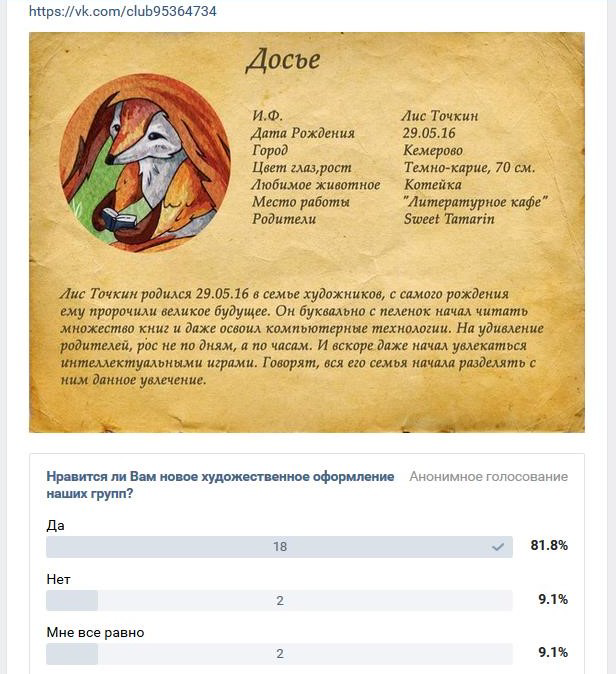 https://vk.com/club95364734
Досье
И.Ф. Лис Точкин
Дата Рождения 29.05.16
Город Кемерово
Цвет глаз,рост Темно-карие, 70 см.
Любимое животное Котейка
Место работы "Литературное кафе"
Родители Sweet Tamarin
Лис Точкин родился 29.05.16 в семье художников, с самого рождения
ему пророчили великое будущее. Он буквально с пеленок начал читать
множество книг и даже освоил компьютерные технологии. На удивление
родителей, рос не по дням, а по часам. И вскоре даже начал увлекаться
интеллектуальными играми. Говорят, вся его семья начала разделять с
ним данное увлечение.
Нравится ли Вам новое художественное оформление Анонимное голосование
наших групп?
Да
18 81.8%
Нет
2 9.1%
Мне все равно
2 9.1%